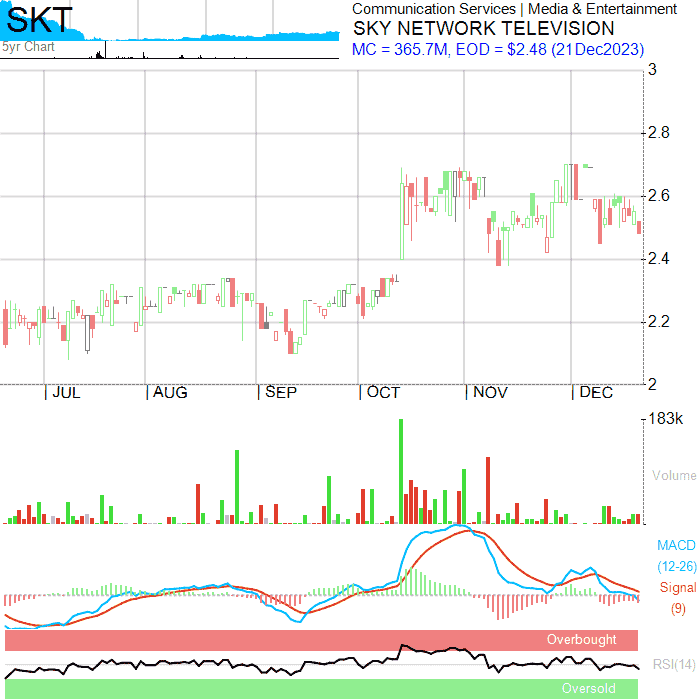 SKT
5yr Chart
Communication Services | Media & Entertainment
SKY NETWORK TELEVISION
MC = 365.7M, EOD = $2.48 (21Dec2023)
3
2.8
2.6
2.4
2.2
2
| JUL | AUG | SEP | OCT | NOV | DEC
183k
Volume
MACD
(12-26)
Signal
(9)
Overbought
RSI(14)
Oversold